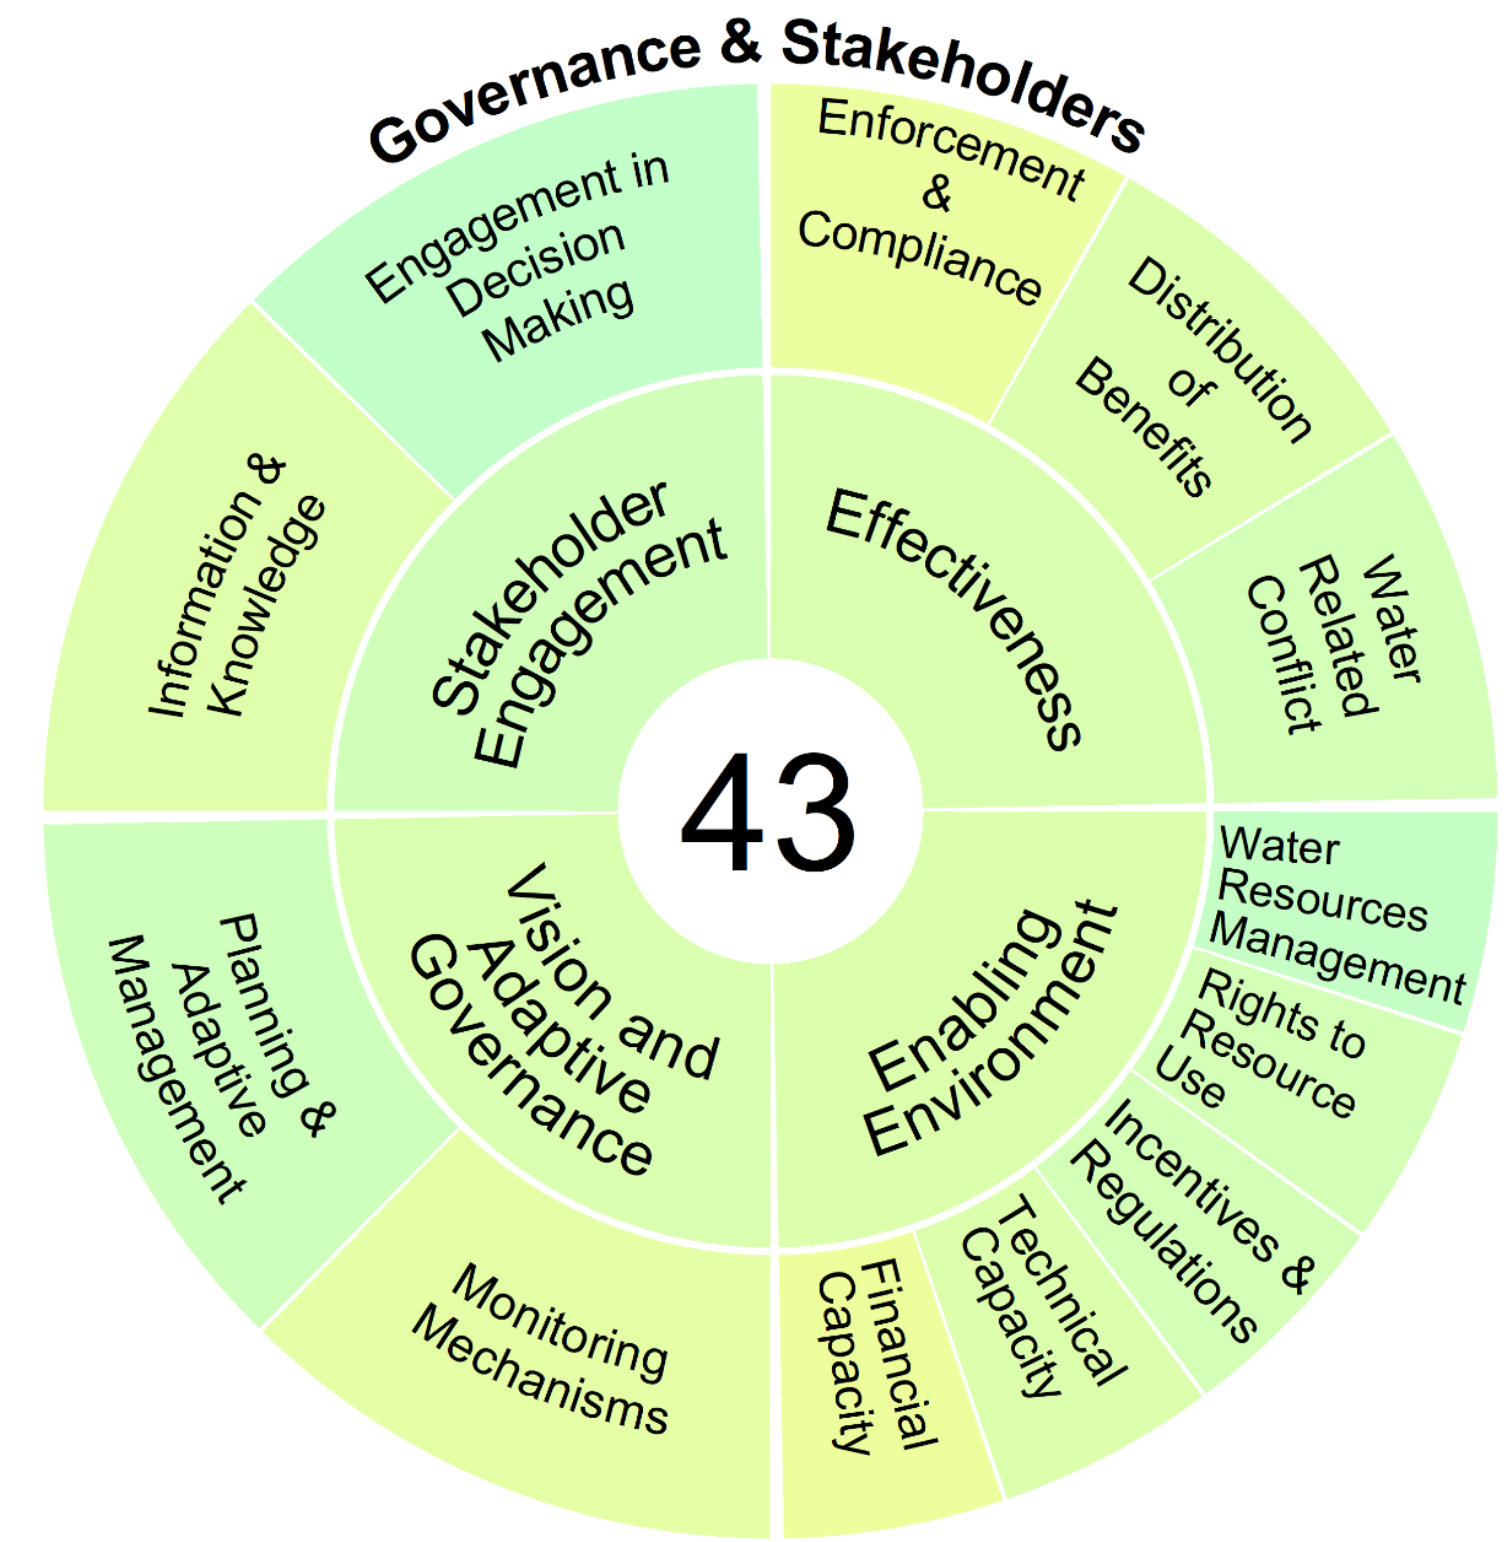 Governance & Stakeholders
Enforcement
&
Compliance
Distribution
of
Benefits
Water
Related
Conflict
Water
Resources
Management
Rights to
Resource
Use
Incentives &
Regulations
Technical
Capacity
Financial
Capacity
Monitoring
Mechanisms
Planning &
Adaptive
Management
Information &
Knowledge
Engagement in
Decision
Making
Stakeholder
Engagement
Effectiveness
Enabling
Environment
Vision and
Adaptive
Governance
43